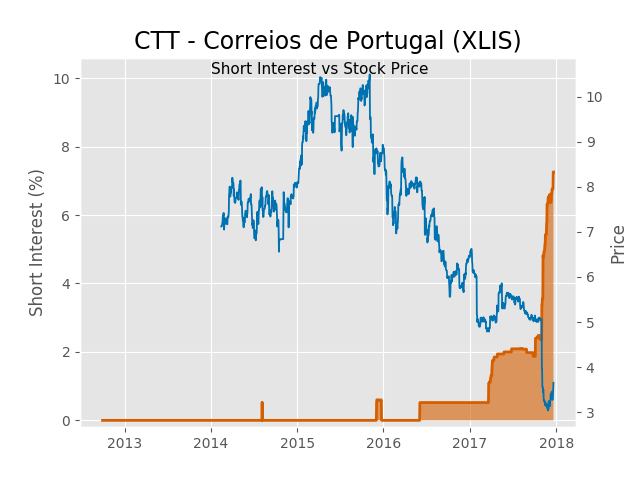 CTT - Correios de Portugal (XLIS)
Short Interest vs Stock Price
Short Interest (%)
10
8
6
4
2
0
10
9
8
7
6
5
4
3
Price
2013 2014 2015 2016 2017 2018